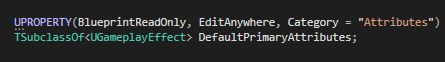 UPROPERTY(BlueprintReadOnly, EditAnywhere, Category = "Attributes")
TSubclassOf<UGameplayEffect> DefaultPrimaryAttributes;